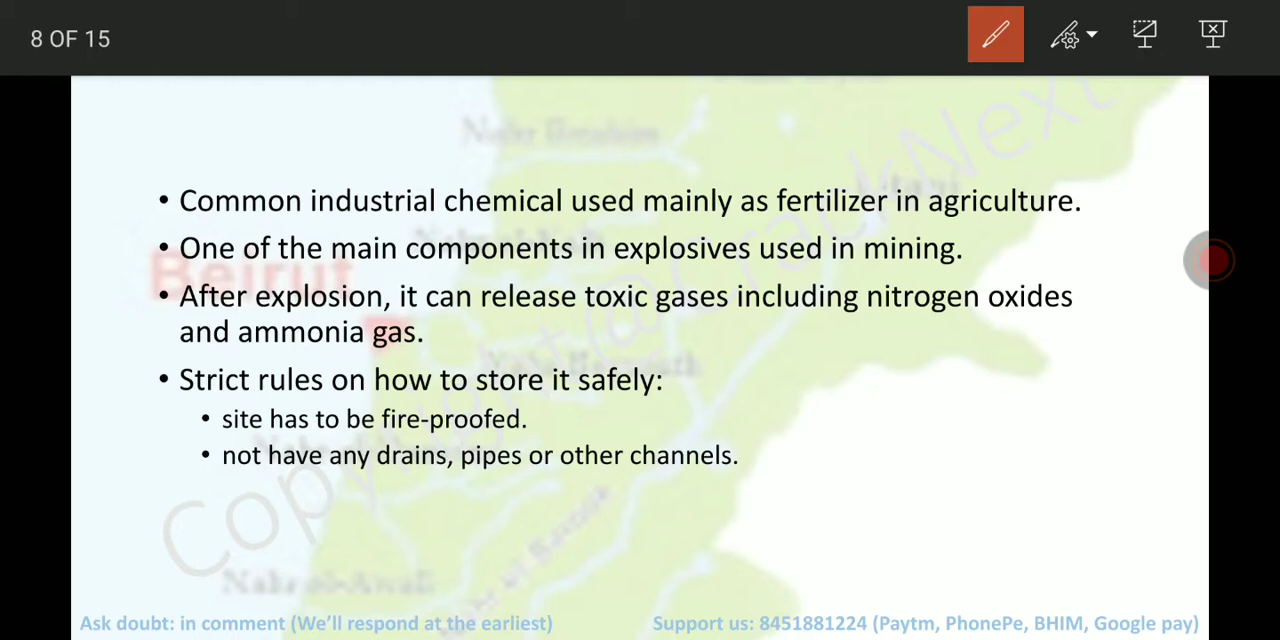 8 OF 15
• Common industrial chemical used mainly as fertilizer in agriculture.
• One of the main components in explosives used in mining.
Beirut
• After explosion, it can release toxic gases including nitrogen oxides
and ammonia gas.
• Strict rules on how to store it safely:
• site has to be fire-proofed.
• not have any drains, pipes or other channels.
Copyright@CrackNext
Ask doubt: in comment (We’ll respond at the earliest)
Support us: 8451881224 (Paytm, PhonePe, BHIM, Google pay)